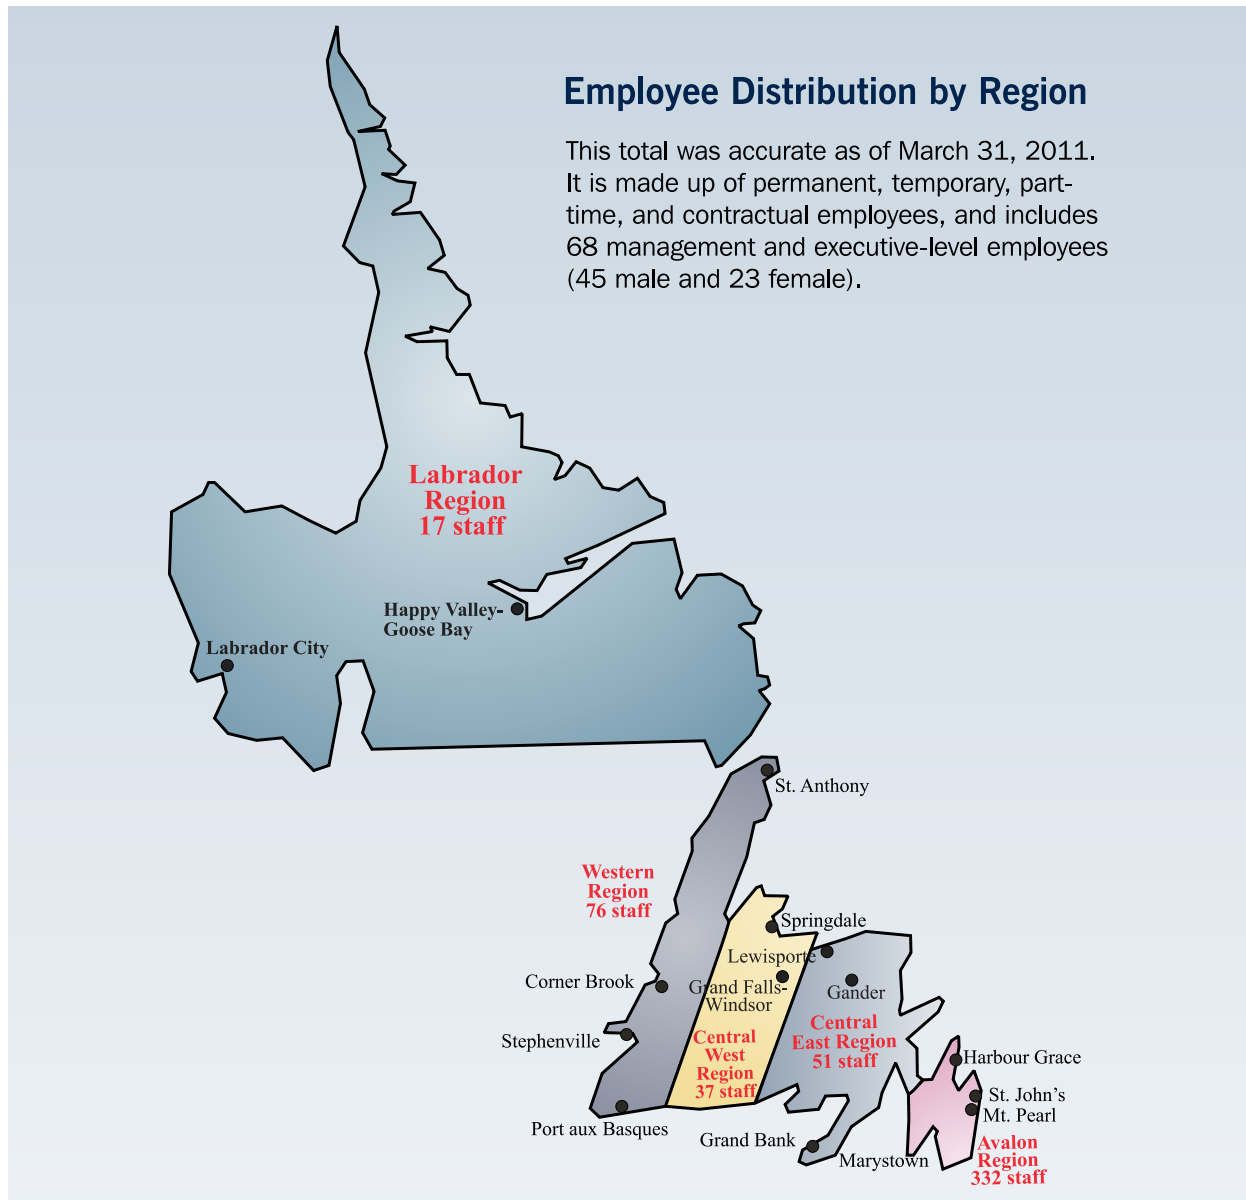 Employee Distribution by Region
This total was accurate as of March 31, 2011.
It is made up of permanent, temporary, part-
time, and contractual employees, and includes
68 management and executive-level employees
(45 male and 23 female).
Labrador
Region
17 staff
Happy Valley-
Goose Bay
Labrador City
St. Anthony
Western
Region
76 staff
Springdale
Lewisporte
Corner Brook
Grand Falls-
Windsor
Gander
Stephenville
Central
West
Region
37 staff
Central
East Region
51 staff
Harbour Grace
St. John's
Mt. Pearl
Port aux Basques
Grand Bank
Marystown
Avalon
Region
332 staff